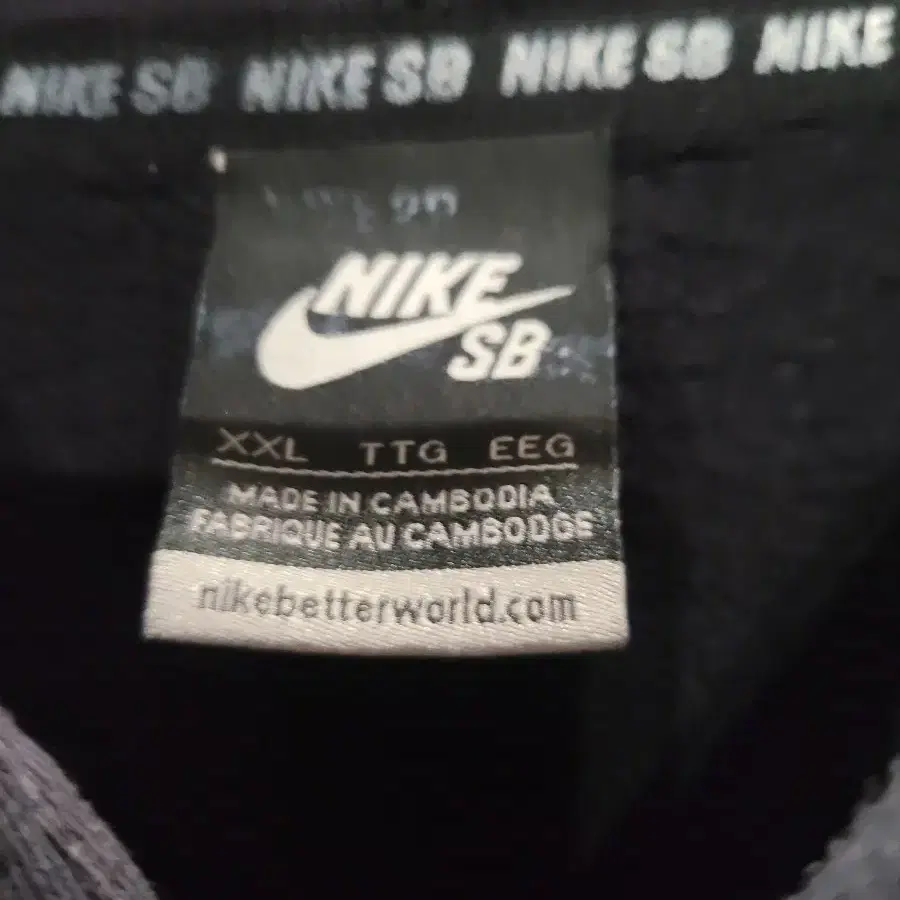 NIKE SB NIKE SB NIKE SB NIKE
NIKE
SB
XXL TTG EEG
MADE IN CAMBODIA
FABRIQUE AU CAMBODGE
nikebetterworld.com